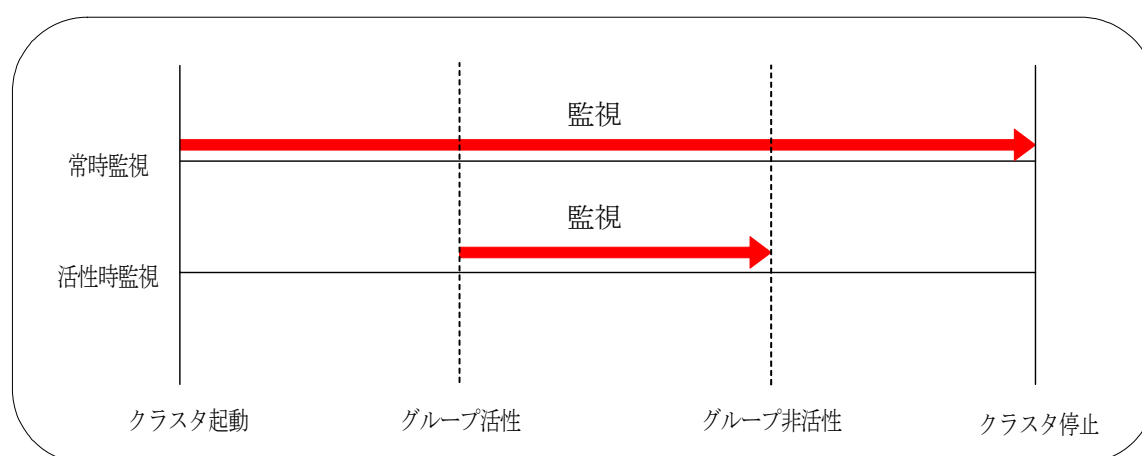 監視
常時監視
監視
活性時監視
クラスタ起動
グループ活性
グループ非活性
クラスタ停止